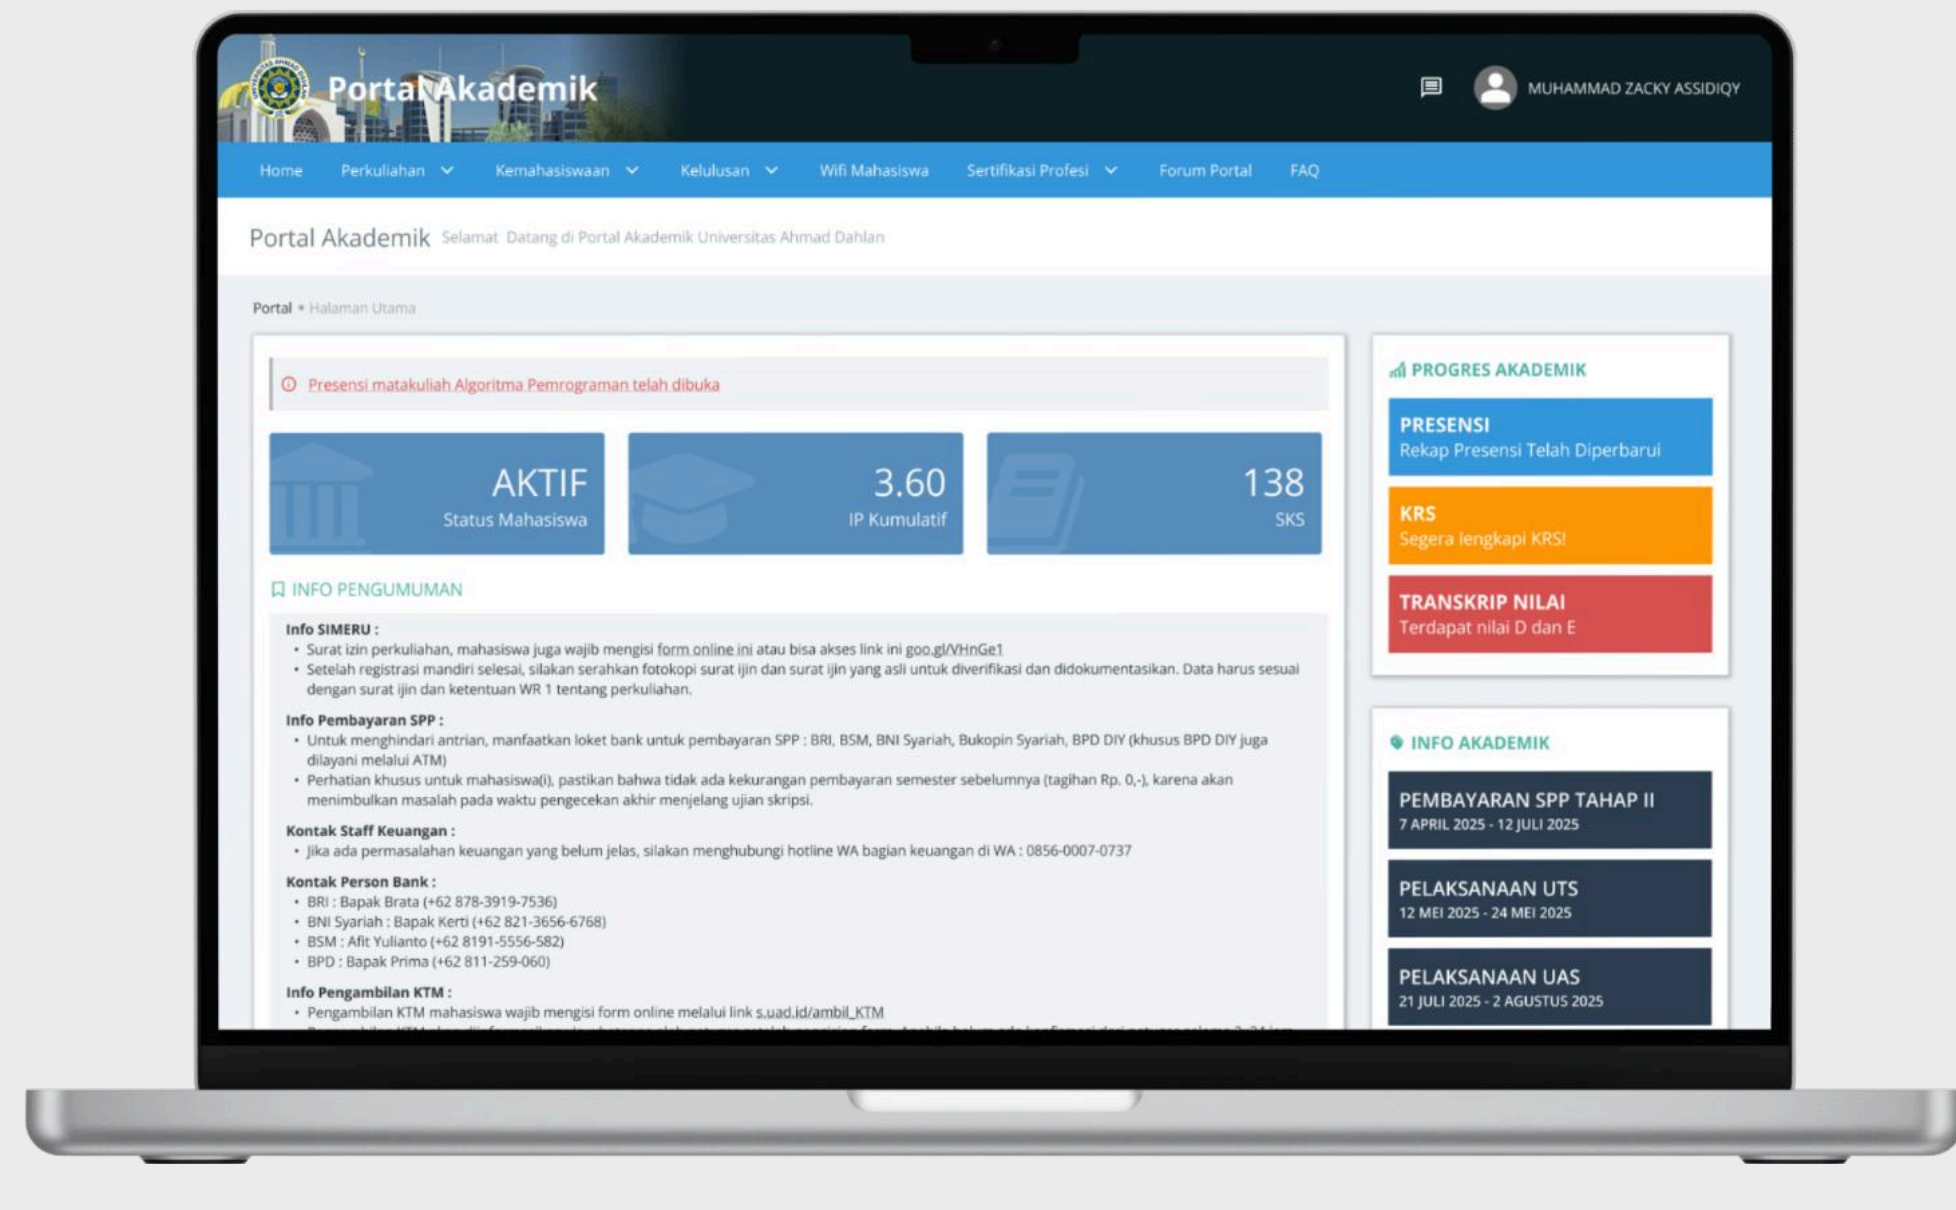 Portal Akademik
MUHAMMAD ZACKY ASSIDIQY
Home Perkuliahan Kemahasiswaan Kelulusan Wifi Mahasiswa Sertifikasi Profesi Forum Portal FAQ
Portal Akademik Selamat Datang di Portal Akademik Universitas Ahmad Dahlan
Portal • Halaman Utama
Presensi matakuliah Algoritma Pemrograman telah dibuka
AKTIF
Status Mahasiswa
3.60
IP Kumulatif
138
SKS
INFO PENGUMUMAN
Info SIMERU :
• Surat izin perkuliahan, mahasiswa juga wajib mengisi form online ini atau bisa akses link ini goo.gl/VHnGe1
• Setelah registrasi mandiri selesai, silakan serahkan fotokopi surat ijin dan surat ijin yang asli untuk diverifikasi dan didokumentasikan. Data harus sesuai
dengan surat ijin dan ketentuan WR 1 tentang perkuliahan.
Info Pembayaran SPP :
• Untuk menghindari antrian, manfaatkan loket bank untuk pembayaran SPP : BRI, BSM, BNI Syariah, Bukopin Syariah, BPD DIY (khusus BPD DIY juga
dilayani melalui ATM)
• Perhatian khusus untuk mahasiswa(i), pastikan bahwa tidak ada kekurangan pembayaran semester sebelumnya (tagihan Rp. 0,-), karena akan
menimbulkan masalah pada waktu pengecekan akhir menjelang ujian skripsi.
Kontak Staff Keuangan :
• Jika ada permasalahan keuangan yang belum jelas, silakan menghubungi hotline WA bagian keuangan di WA : 0856-0007-0737
Kontak Person Bank :
• BRI : Bapak Brata (+62 878-3919-7536)
• BNI Syariah : Bapak Kerti (+62 821-3656-6768)
• BSM : Afit Yulianto (+62 8191-5556-582)
• BPD : Bapak Prima (+62 811-259-060)
Info Pengambilan KTM :
• Pengambilan KTM mahasiswa wajib mengisi form online melalui link s.uad.id/ambil_KTM
PROGRES AKADEMIK
PRESENSI
Rekap Presensi Telah Diperbarui
KRS
Segera lengkapi KRS!
TRANSKRIP NILAI
Terdapat nilai D dan E
INFO AKADEMIK
PEMBAYARAN SPP TAHAP II
7 APRIL 2025 - 12 JULI 2025
PELAKSANAAN UTS
12 MEI 2025 - 24 MEI 2025
PELAKSANAAN UAS
21 JULI 2025 - 2 AGUSTUS 2025